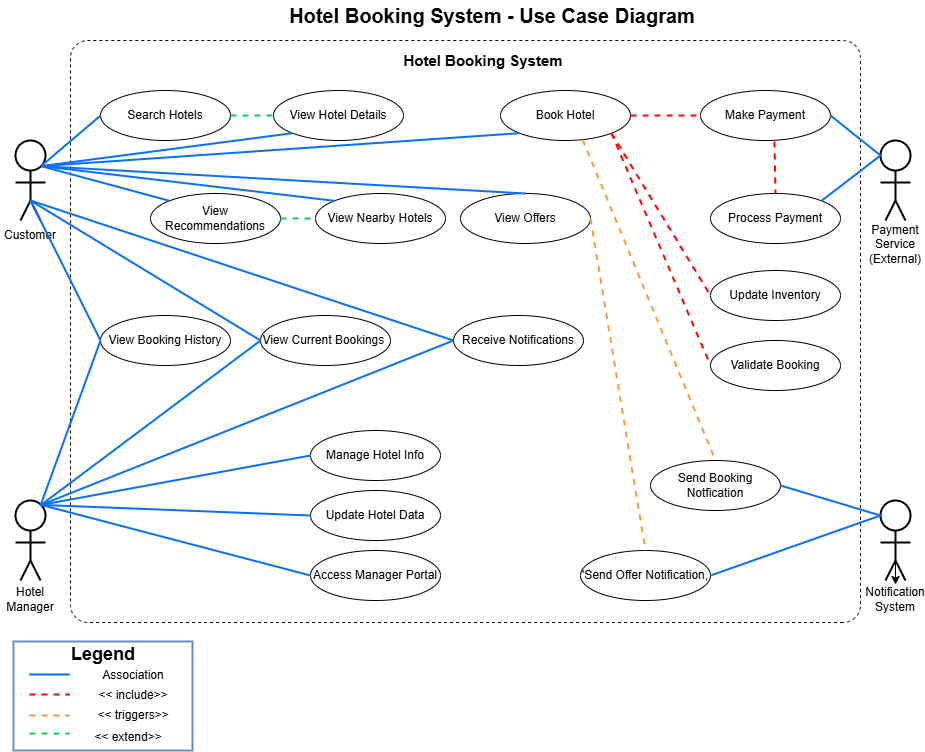 Hotel Booking System - Use Case Diagram
Hotel Booking System
Search Hotels
View Hotel Details
Book Hotel
Make Payment
Customer
View
Recommendations
View Nearby Hotels
View Offers
Process Payment
Payment
Service
(External)
Update Inventory
View Booking History
View Current Bookings
Receive Notifications
Validate Booking
Manage Hotel Info
Send Booking
Notfication
Update Hotel Data
Access Manager Portal
"Send Offer Notification,
Hotel
Manager
Notification
System
Legend
Association
<< include>>
<< triggers>>
<< extend>>